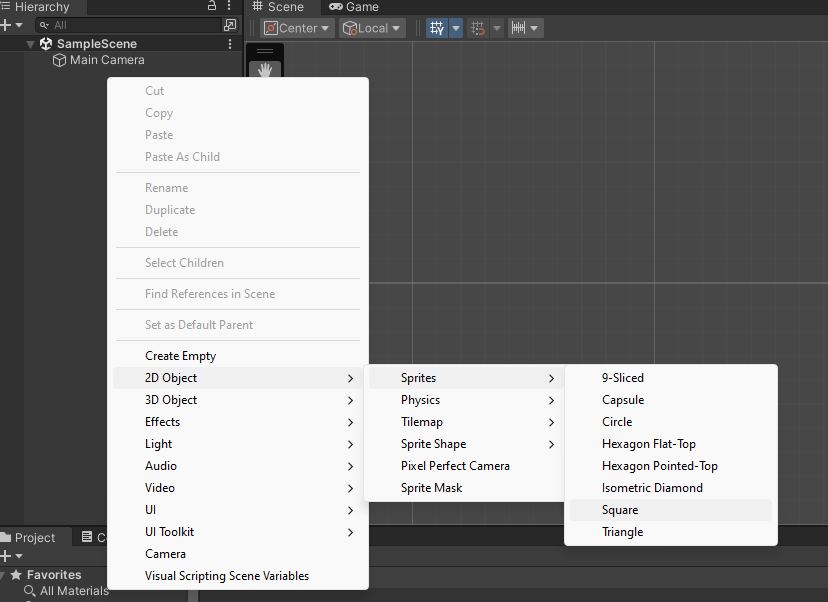 Hierarchy
All
SampleScene
Main Camera
Scene
Game
Center
Local
Cut
Copy
Paste
Paste As Child
Rename
Duplicate
Delete
Select Children
Find References in Scene
Set as Default Parent
Create Empty
2D Object
3D Object
Effects
Light
Audio
Video
UI
UI Toolkit
Camera
Visual Scripting Scene Variables
Sprites
Physics
Tilemap
Sprite Shape
Pixel Perfect Camera
Sprite Mask
9-Sliced
Capsule
Circle
Hexagon Flat-Top
Hexagon Pointed-Top
Isometric Diamond
Square
Triangle
Project
Favorites
All Materials